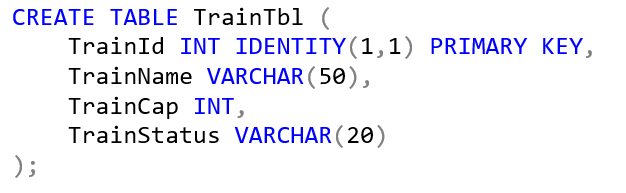 CREATE TABLE TrainTbl (
    TrainId INT IDENTITY(1,1) PRIMARY KEY,
    TrainName VARCHAR(50),
    TrainCap INT,
    TrainStatus VARCHAR(20)
);